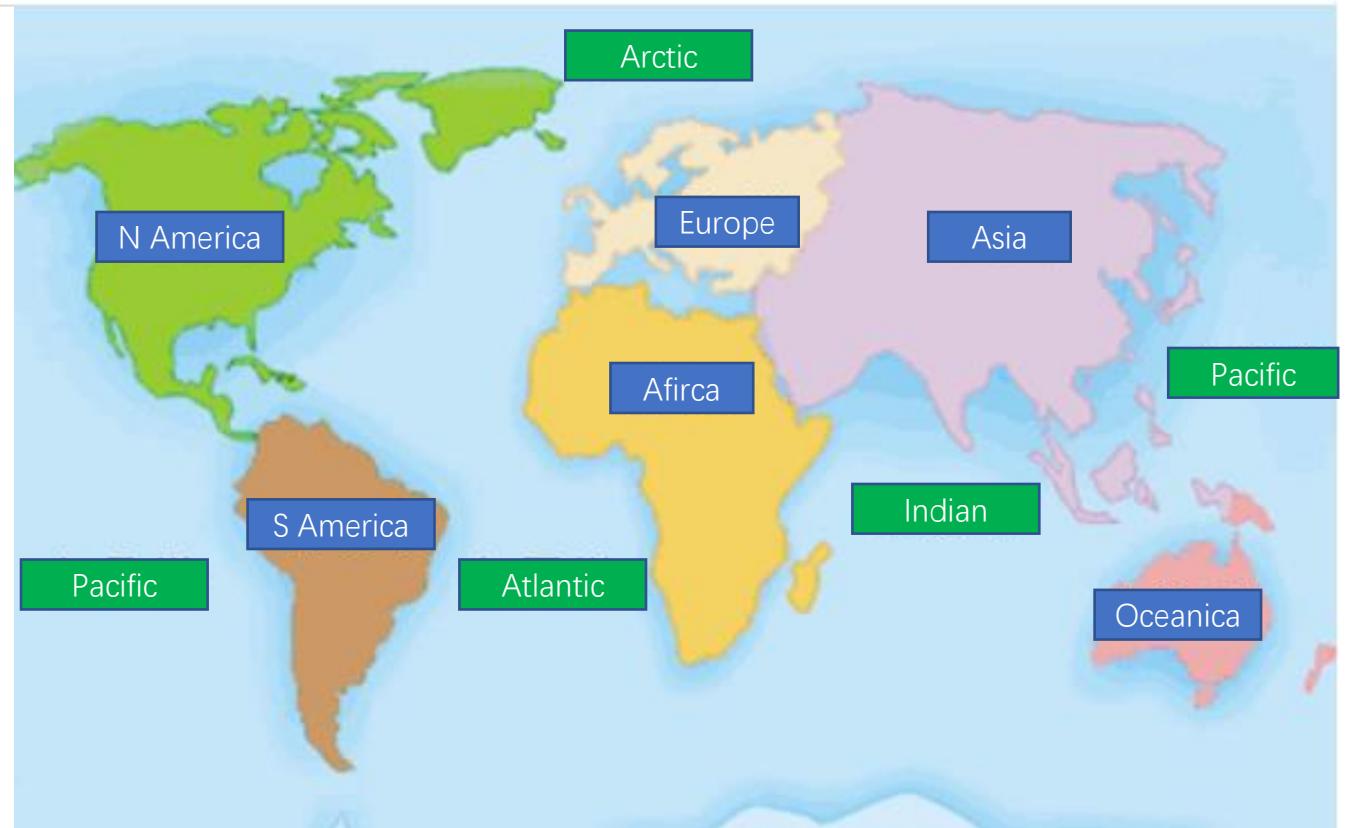 Arctic
N America
Europe
Asia
Afirca
Pacific
S America
Indian
Pacific
Atlantic
Oceanica